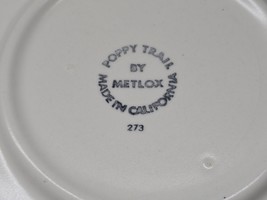 POPPY TRAIL
BY
METLOX
MADE IN CALIFORNIA
273